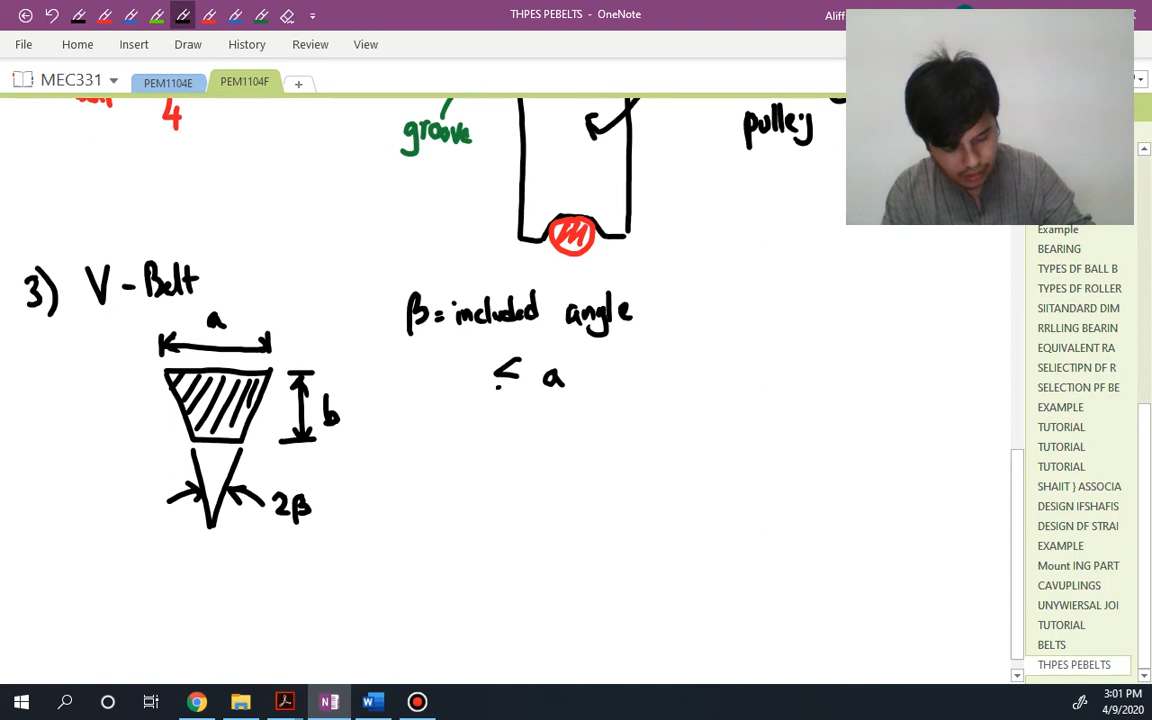 THPES PEBELTS - OneNote
Aliff
File Home Insert Draw History Review View
MEC331 PEM1104E PEM1104F +
4
groove
pulley
3) V - Belt
a
b
2β
β = included angle
< a
Example
BEARING
TYPES DF BALL B
TYPES DF ROLLER
SIITANDARD DIM
RRLLING BEARIN
EQUIVALENT RA
SELIECTIPN DF R
SELECTION PF BE
EXAMPLE
TUTORIAL
TUTORIAL
TUTORIAL
SHAIIT } ASSOCIA
DESIGN IFSHAFIS
DESIGN DF STRAI
EXAMPLE
Mount ING PART
CAVUPLINGS
UNYWIERSAL JOI
TUTORIAL
BELTS
THPES PEBELTS
3:01 PM
4/9/2020